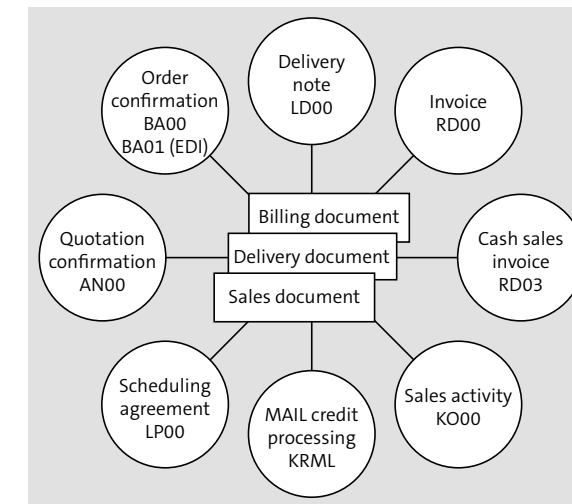 Delivery
note
LD00
Order
confirmation
BA00
BA01 (EDI)
Invoice
RD00
Billing document
Delivery document
Sales document
Quotation
confirmation
AN00
Cash sales
invoice
RD03
Scheduling
agreement
LP00
MAIL credit
processing
KRML
Sales activity
KO00